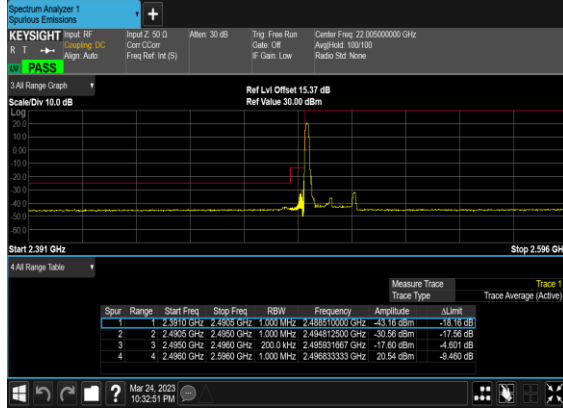 Spectrum Analyzer 1
Spurious Emissions
+
KEYSIGHT Input: RF Input Z: 50 Ω Atten: 30 dB Trig: Free Run Center Freq: 22.005000000 GHz
R T Coupling: DC Corr CCorr Gate: Off Avg|Hold: 100/100
Align: Auto Freq Ref: Int (S) IF Gain: Low Radio Std: None
PASS
3 All Range Graph
Ref Lvl Offset 15.37 dB
Scale/Div 10.0 dB Ref Value 30.00 dBm
Log
20.0
10.0
0.00
-10.0
-20.0
-30.0
-40.0
-50.0
-60.0
Start 2.391 GHz Stop 2.596 GH
4 All Range Table
Measure Trace Trace 1
Trace Type Trace Average (Active)
Spur Range Start Freq Stop Freq RBW Frequency Amplitude ΔLimit
1 1 2.3910 GHz 2.4905 GHz 1.000 MHz 2.488510000 GHz -43.16 dBm -18.16 dB
2 2 2.4905 GHz 2.4950 GHz 1.000 MHz 2.494812500 GHz -30.56 dBm -17.56 dB
3 3 2.4950 GHz 2.4960 GHz 200.0 kHz 2.495931667 GHz -17.60 dBm -4.601 dB
4 4 2.4960 GHz 2.5960 GHz 1.000 MHz 2.496833333 GHz 20.54 dBm -9.460 dB
?
Mar 24, 2023
10:32:51 PM